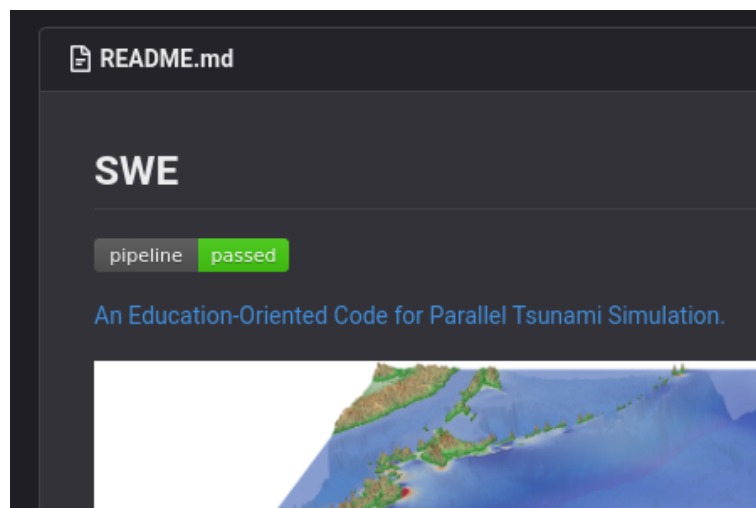 README.md
SWE
pipeline passed
An Education-Oriented Code for Parallel Tsunami Simulation.